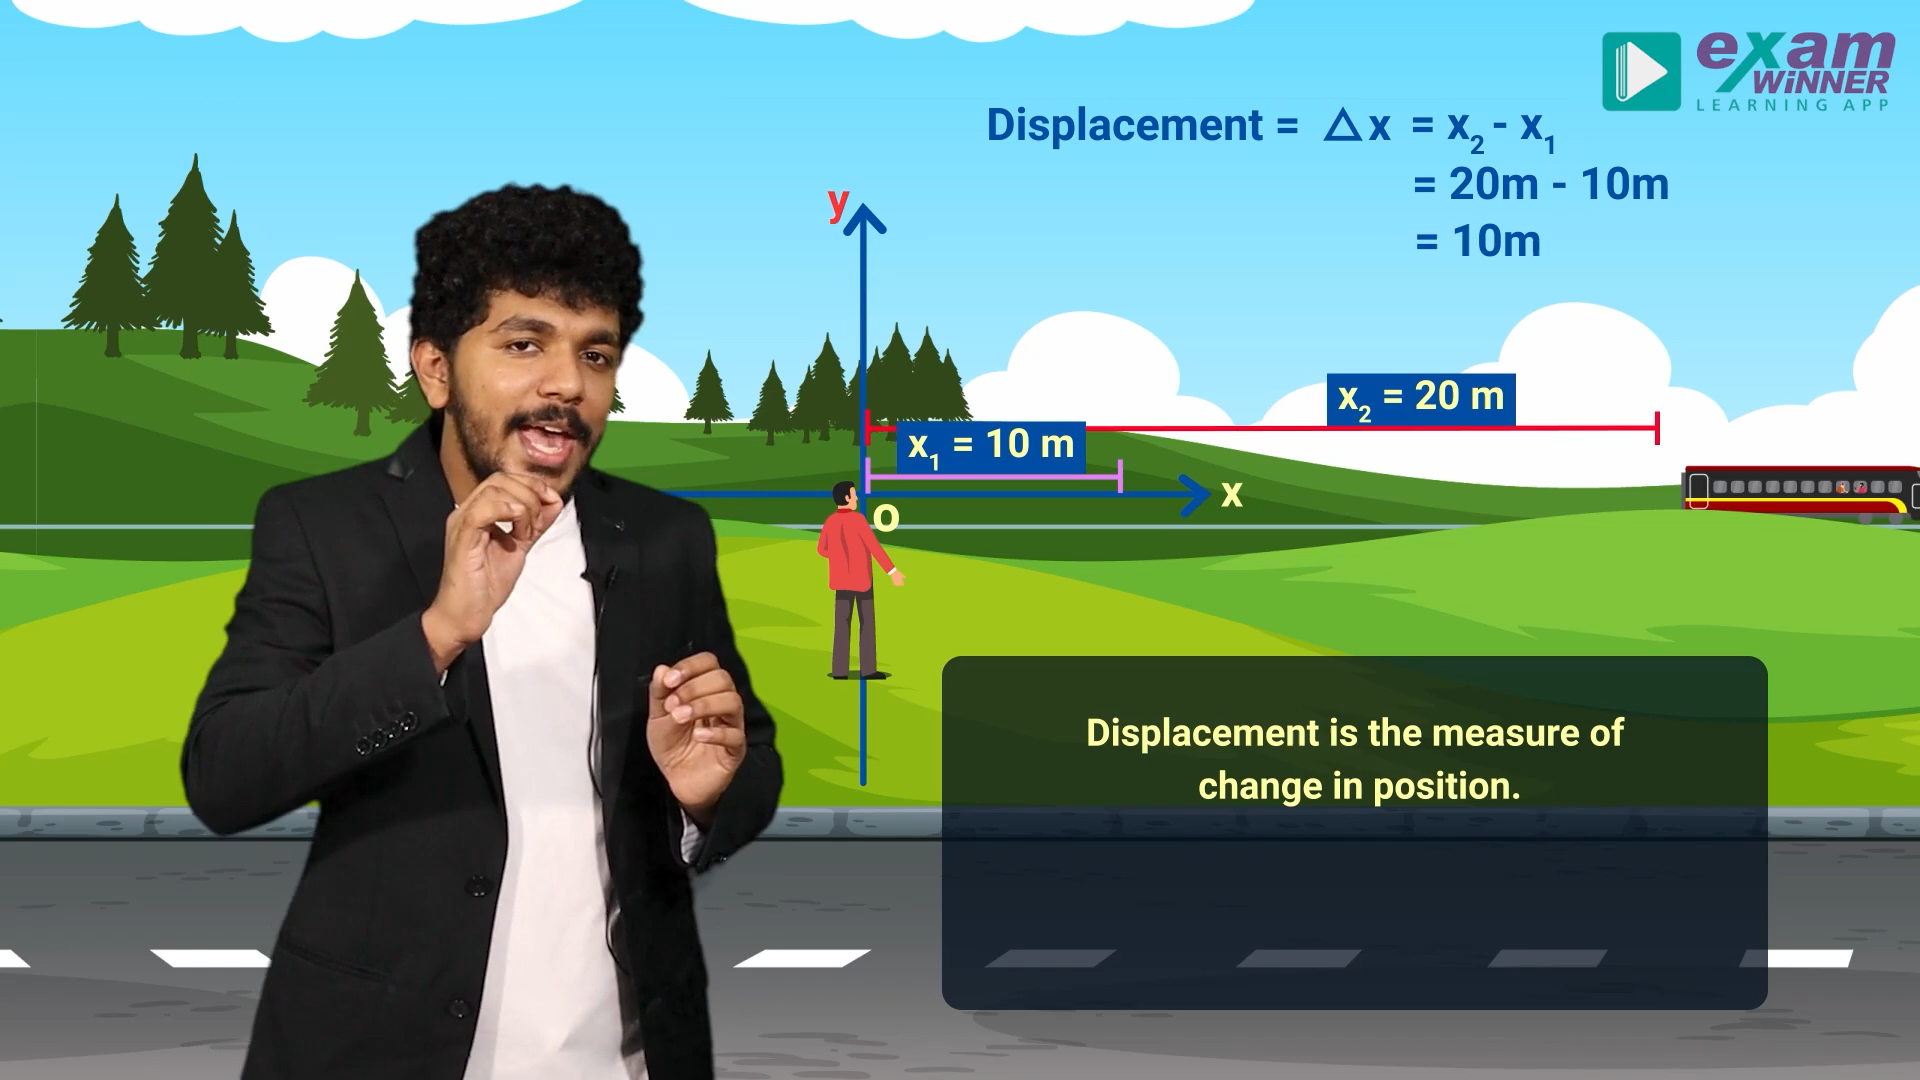 exam
WiNNER
LEARNING APP
Displacement = △x = x₂ - x₁
= 20m - 10m
= 10m
y
x₂ = 20 m
x₁ = 10 m
x
O
Displacement is the measure of
change in position.